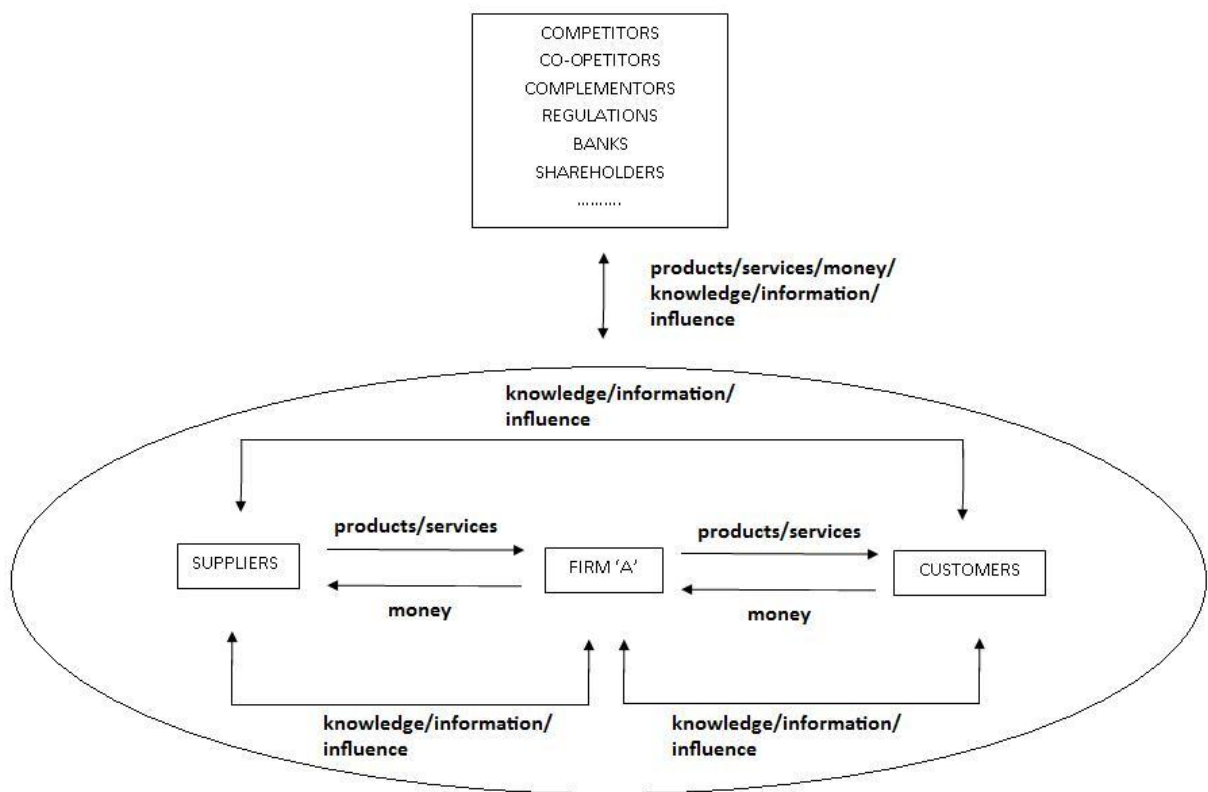 COMPETITORS
CO-OPETITORS
COMPLEMENTORS
REGULATIONS
BANKS
SHAREHOLDERS
..........
products/services/money/
knowledge/information/
influence
knowledge/information/
influence
products/services
products/services
SUPPLIERS
FIRM ‘A’
CUSTOMERS
money
money
knowledge/information/
influence
knowledge/information/
influence